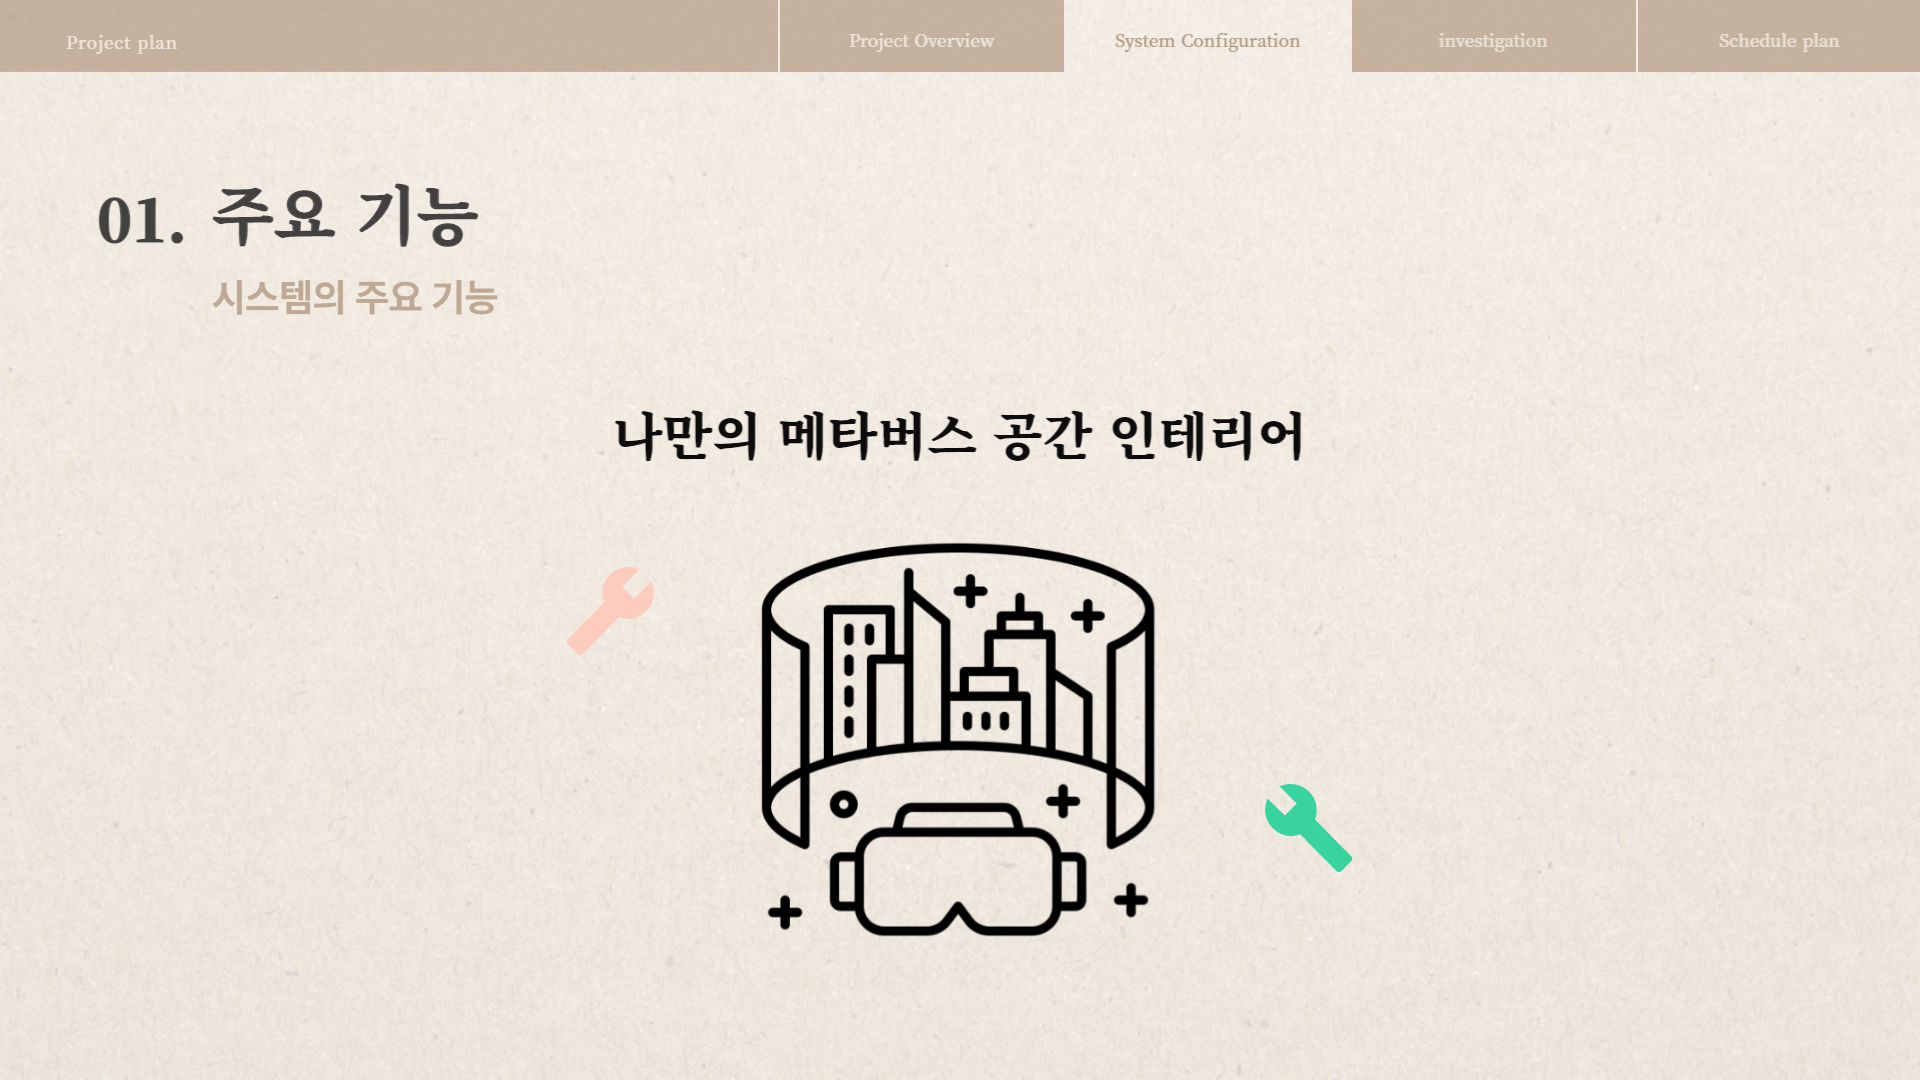 Project plan
Project Overview
System Configuration
investigation
Schedule plan
01. 주요 기능
시스템의 주요 기능
나만의 메타버스 공간 인테리어